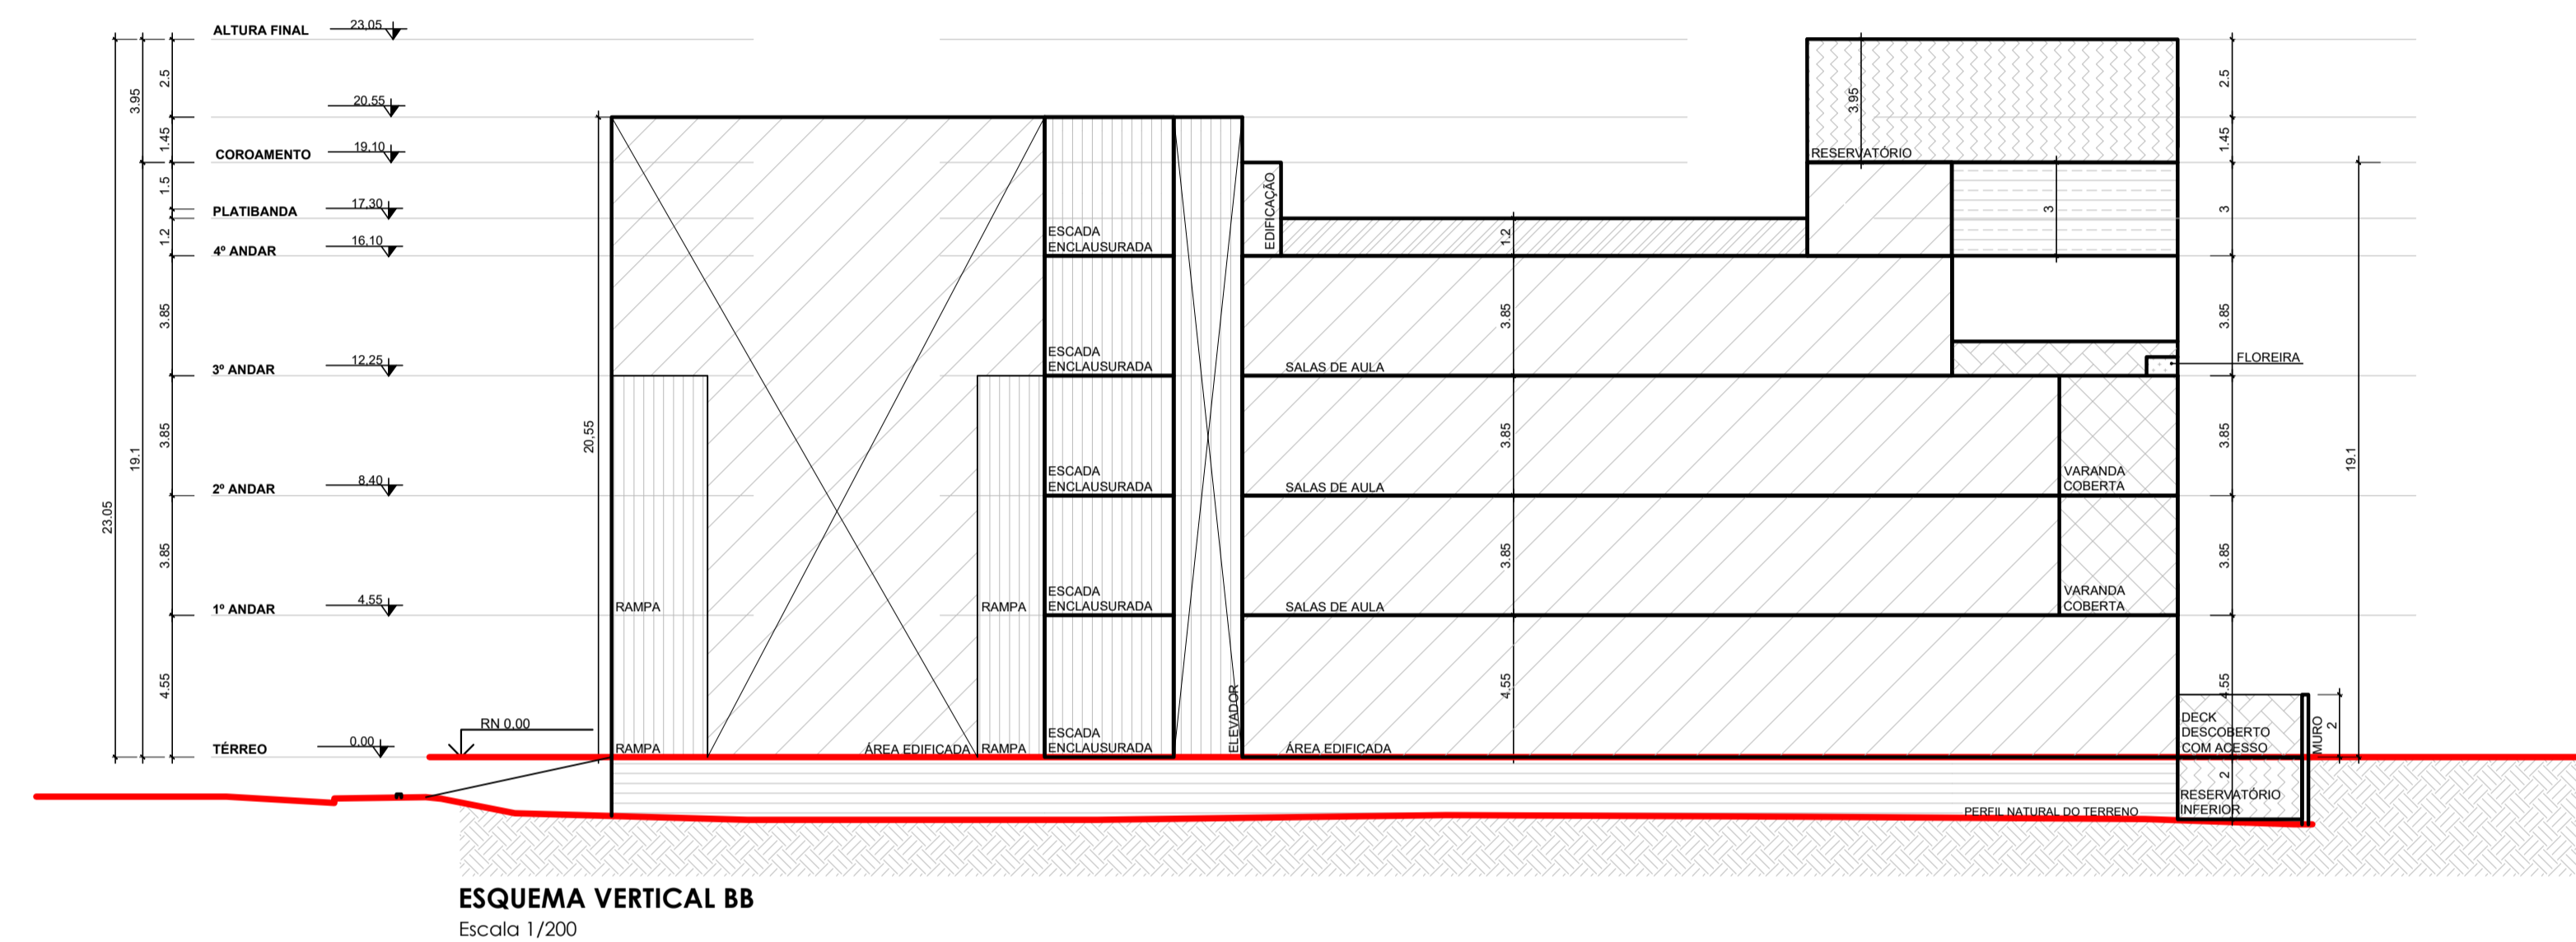 ALTURA FINAL 23,05
20,55
COROAMENTO 19,10
PLATIBANDA 17,30
4º ANDAR 16,10
3º ANDAR 12,25
2º ANDAR 8,40
1º ANDAR 4,55
TÉRREO 0,00
RN 0.00
23.05
3.95
19.1
2.5
1.45
1.5
1.2
3.85
3.85
3.85
4.55
20,55
RAMPA
RAMPA
RAMPA
RAMPA
ÁREA EDIFICADA
ESCADA
ENCLAUSURADA
ESCADA
ENCLAUSURADA
ESCADA
ENCLAUSURADA
ESCADA
ENCLAUSURADA
ESCADA
ENCLAUSURADA
ELEVADOR
EDIFICAÇÃO
SALAS DE AULA
SALAS DE AULA
SALAS DE AULA
ÁREA EDIFICADA
1.2
3.85
3.85
3.85
4.55
3.95
RESERVATÓRIO
3
FLOREIRA
VARANDA
COBERTA
VARANDA
COBERTA
2.5
1.45
3
3.85
3.85
3.85
4.55
2
19.1
DECK
DESCOBERTO
COM ACESSO
MURO
2
RESERVATÓRIO
INFERIOR
PERFIL NATURAL DO TERRENO
ESQUEMA VERTICAL BB
Escala 1/200